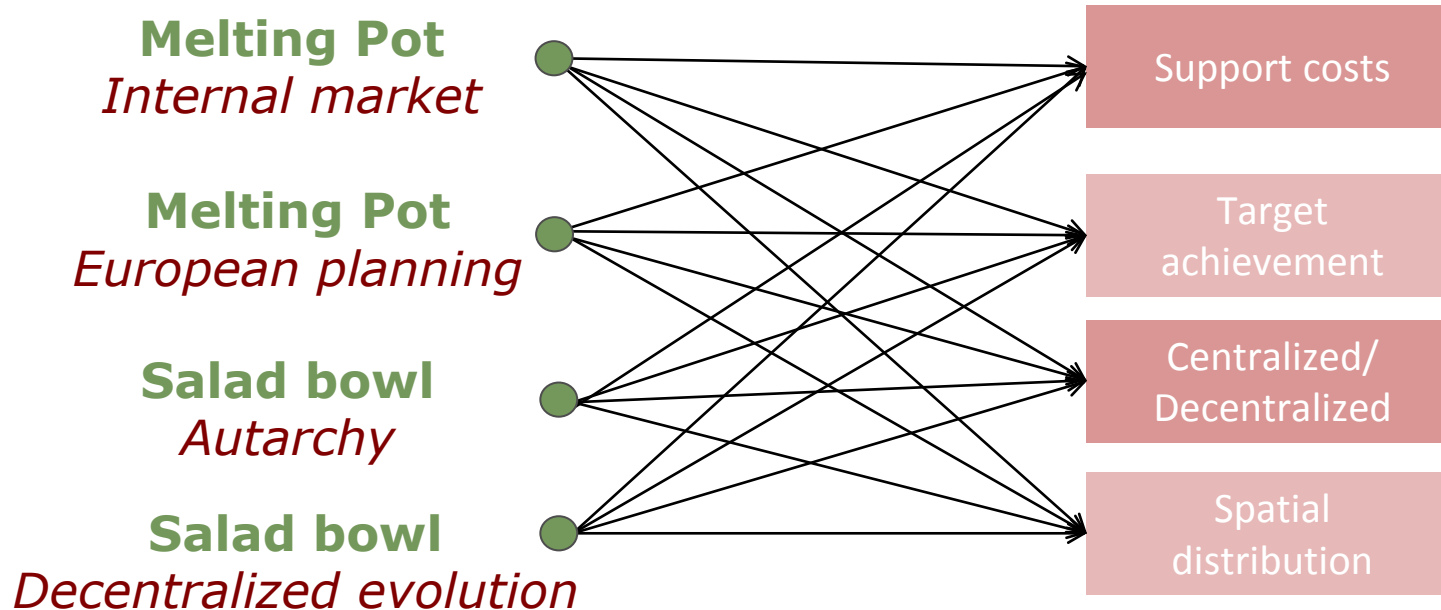 Melting Pot
Internal market
Support costs
Melting Pot
European planning
Target
achievement
Salad bowl
Autarchy
Centralized/
Decentralized
Salad bowl
Decentralized evolution
Spatial
distribution